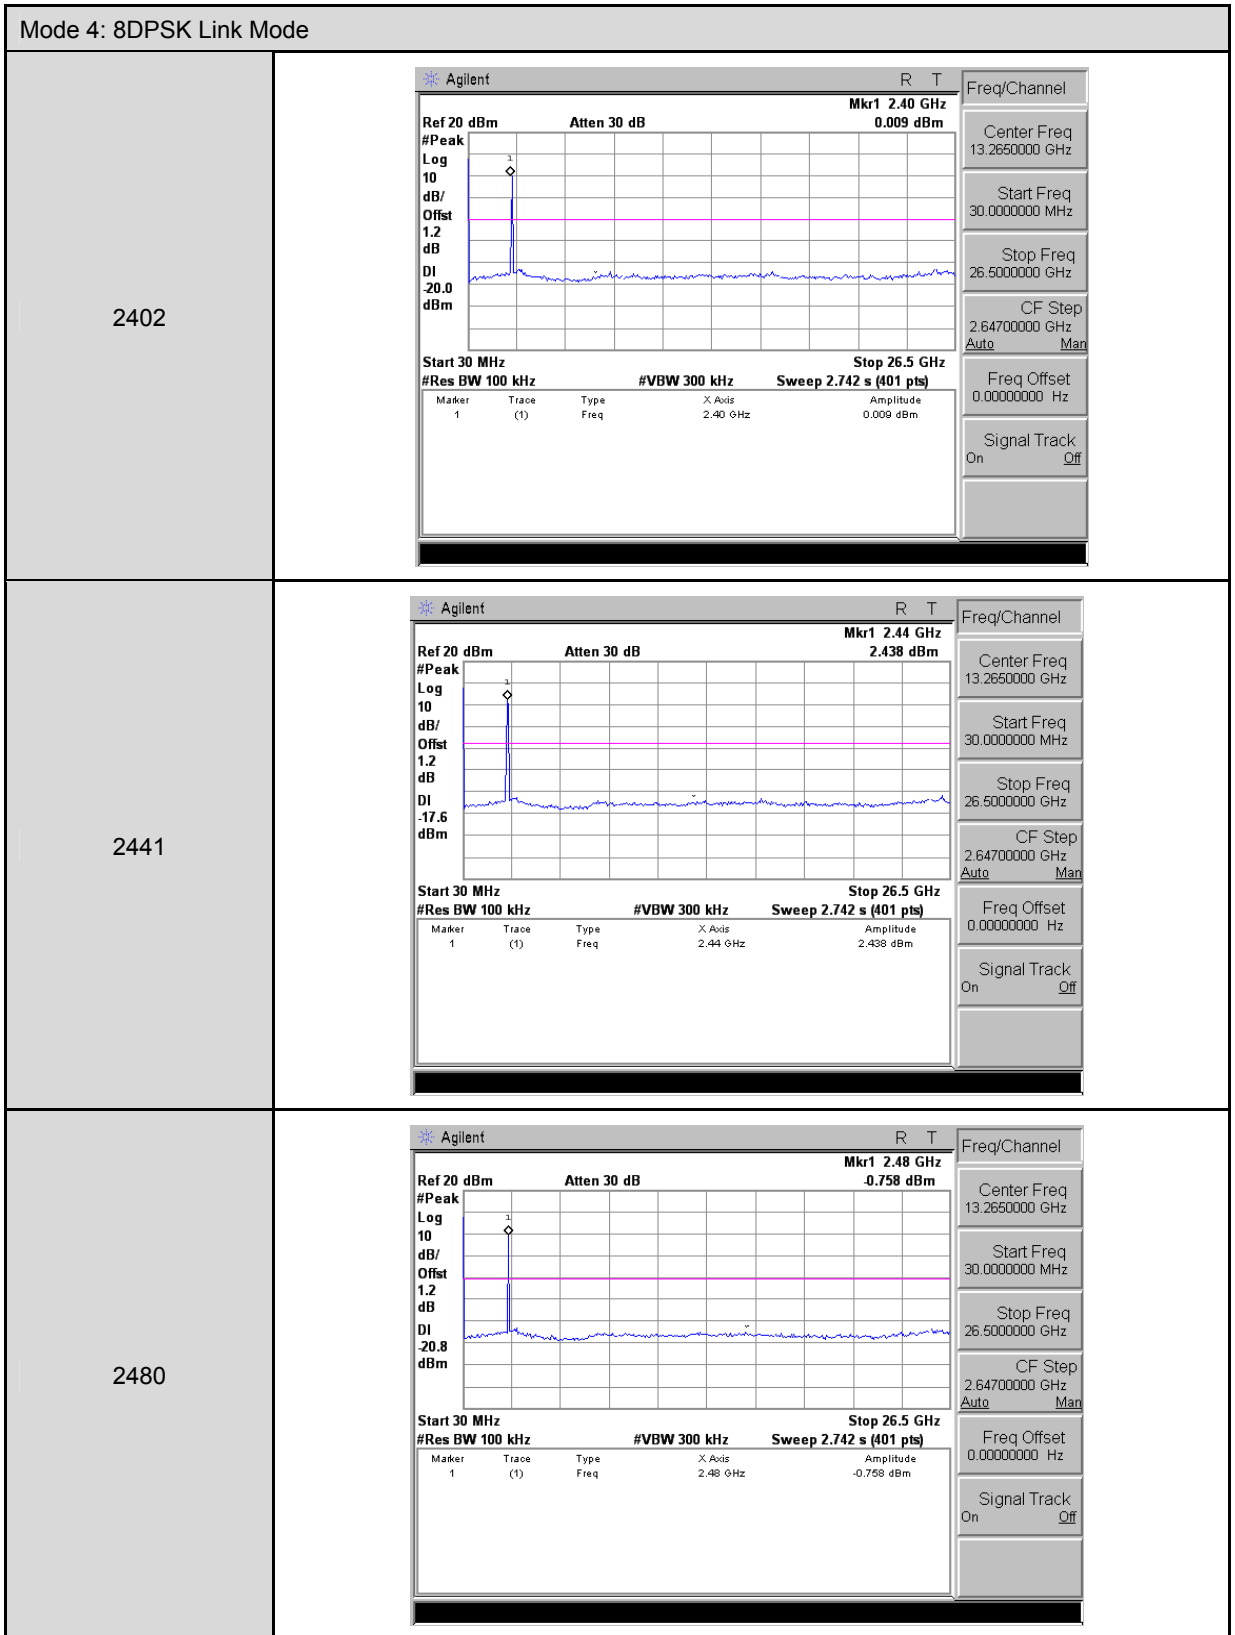 Mode 4: 8DPSK Link Mode
2402
Agilent R T
Mkr1 2.40 GHz
Ref 20 dBm Atten 30 dB 0.009 dBm
#Peak
Log
10
dB/
Offst
1.2
dB
DI
-20.0
dBm
1
Start 30 MHz Stop 26.5 GHz
#Res BW 100 kHz #VBW 300 kHz Sweep 2.742 s (401 pts)
Marker Trace Type X Axis Amplitude
1 (1) Freq 2.40 GHz 0.009 dBm
Freq/Channel
Center Freq
13.2650000 GHz
Start Freq
30.0000000 MHz
Stop Freq
26.5000000 GHz
CF Step
2.64700000 GHz
Auto Man
Freq Offset
0.00000000 Hz
Signal Track
On Off
2441
Agilent R T
Mkr1 2.44 GHz
Ref 20 dBm Atten 30 dB 2.438 dBm
#Peak
Log
10
dB/
Offst
1.2
dB
DI
-17.6
dBm
1
Start 30 MHz Stop 26.5 GHz
#Res BW 100 kHz #VBW 300 kHz Sweep 2.742 s (401 pts)
Marker Trace Type X Axis Amplitude
1 (1) Freq 2.44 GHz 2.438 dBm
Freq/Channel
Center Freq
13.2650000 GHz
Start Freq
30.0000000 MHz
Stop Freq
26.5000000 GHz
CF Step
2.64700000 GHz
Auto Man
Freq Offset
0.00000000 Hz
Signal Track
On Off
2480
Agilent R T
Mkr1 2.48 GHz
Ref 20 dBm Atten 30 dB -0.758 dBm
#Peak
Log
10
dB/
Offst
1.2
dB
DI
-20.8
dBm
1
Start 30 MHz Stop 26.5 GHz
#Res BW 100 kHz #VBW 300 kHz Sweep 2.742 s (401 pts)
Marker Trace Type X Axis Amplitude
1 (1) Freq 2.48 GHz -0.758 dBm
Freq/Channel
Center Freq
13.2650000 GHz
Start Freq
30.0000000 MHz
Stop Freq
26.5000000 GHz
CF Step
2.64700000 GHz
Auto Man
Freq Offset
0.00000000 Hz
Signal Track
On Off